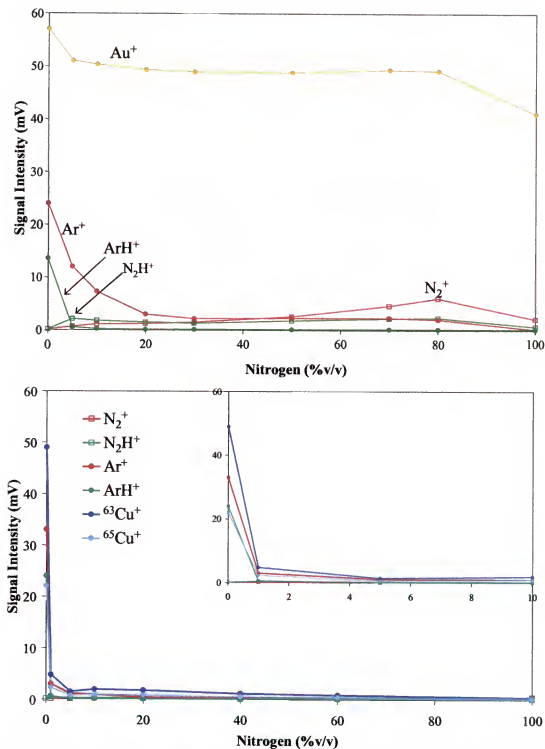 60
50
40
30
20
10
0
Signal Intensity (mV)
Au⁺
Ar⁺
ArH⁺
N₂H⁺
N₂⁺
0 20 40 60 80 100
Nitrogen (%v/v)
60
50
40
30
20
10
0
Signal Intensity (mV)
N₂⁺
N₂H⁺
Ar⁺
ArH⁺
⁶³Cu⁺
⁶⁵Cu⁺
60
40
20
0
0 2 4 6 8 10
0 20 40 60 80 100
Nitrogen (%v/v)